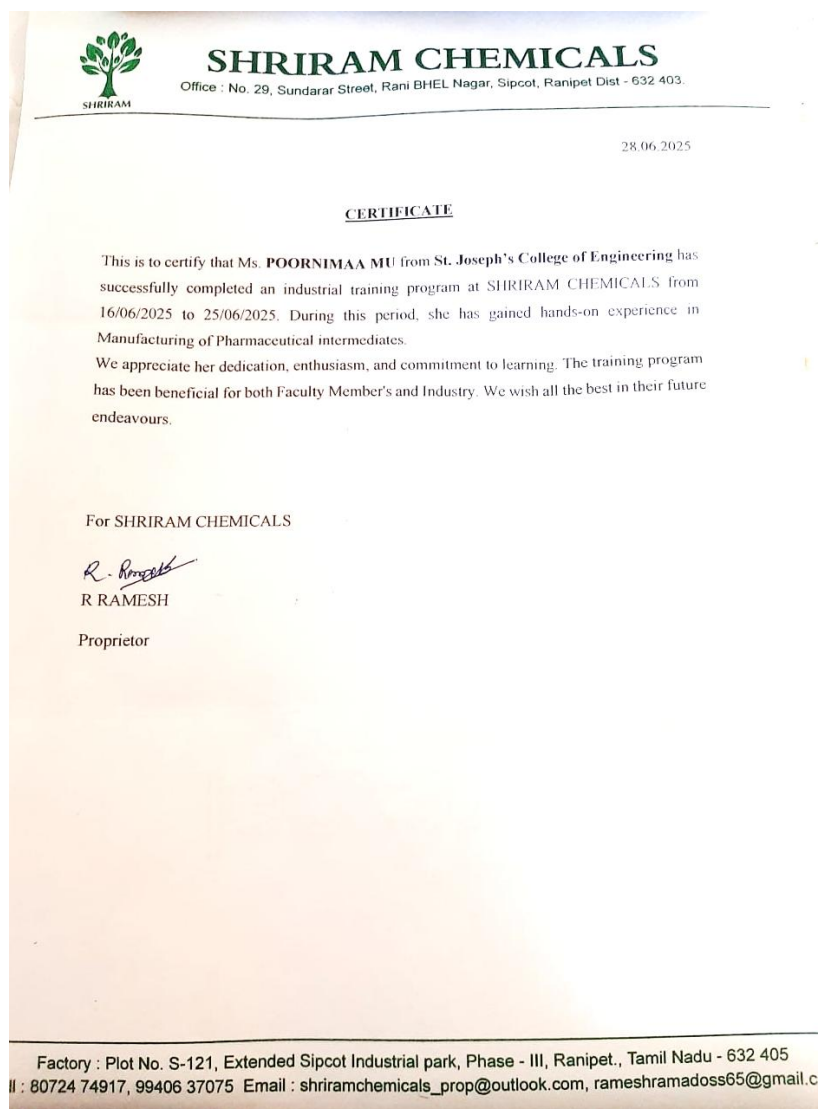 SHRIRAM
SHRIRAM CHEMICALS
Office : No. 29, Sundarar Street, Rani BHEL Nagar, Sipcot, Ranipet Dist - 632 403.
28.06.2025
CERTIFICATE
This is to certify that Ms. POORNIMAA MU from St. Joseph's College of Engineering has
successfully completed an industrial training program at SHRIRAM CHEMICALS from
16/06/2025 to 25/06/2025. During this period, she has gained hands-on experience in
Manufacturing of Pharmaceutical intermediates.
We appreciate her dedication, enthusiasm, and commitment to learning. The training program
has been beneficial for both Faculty Member's and Industry. We wish all the best in their future
endeavours.
For SHRIRAM CHEMICALS
R. Ramesh
R RAMESH
Proprietor
Factory : Plot No. S-121, Extended Sipcot Industrial park, Phase - III, Ranipet., Tamil Nadu - 632 405
ll : 80724 74917, 99406 37075 Email : shriramchemicals_prop@outlook.com, rameshramadoss65@gmail.c